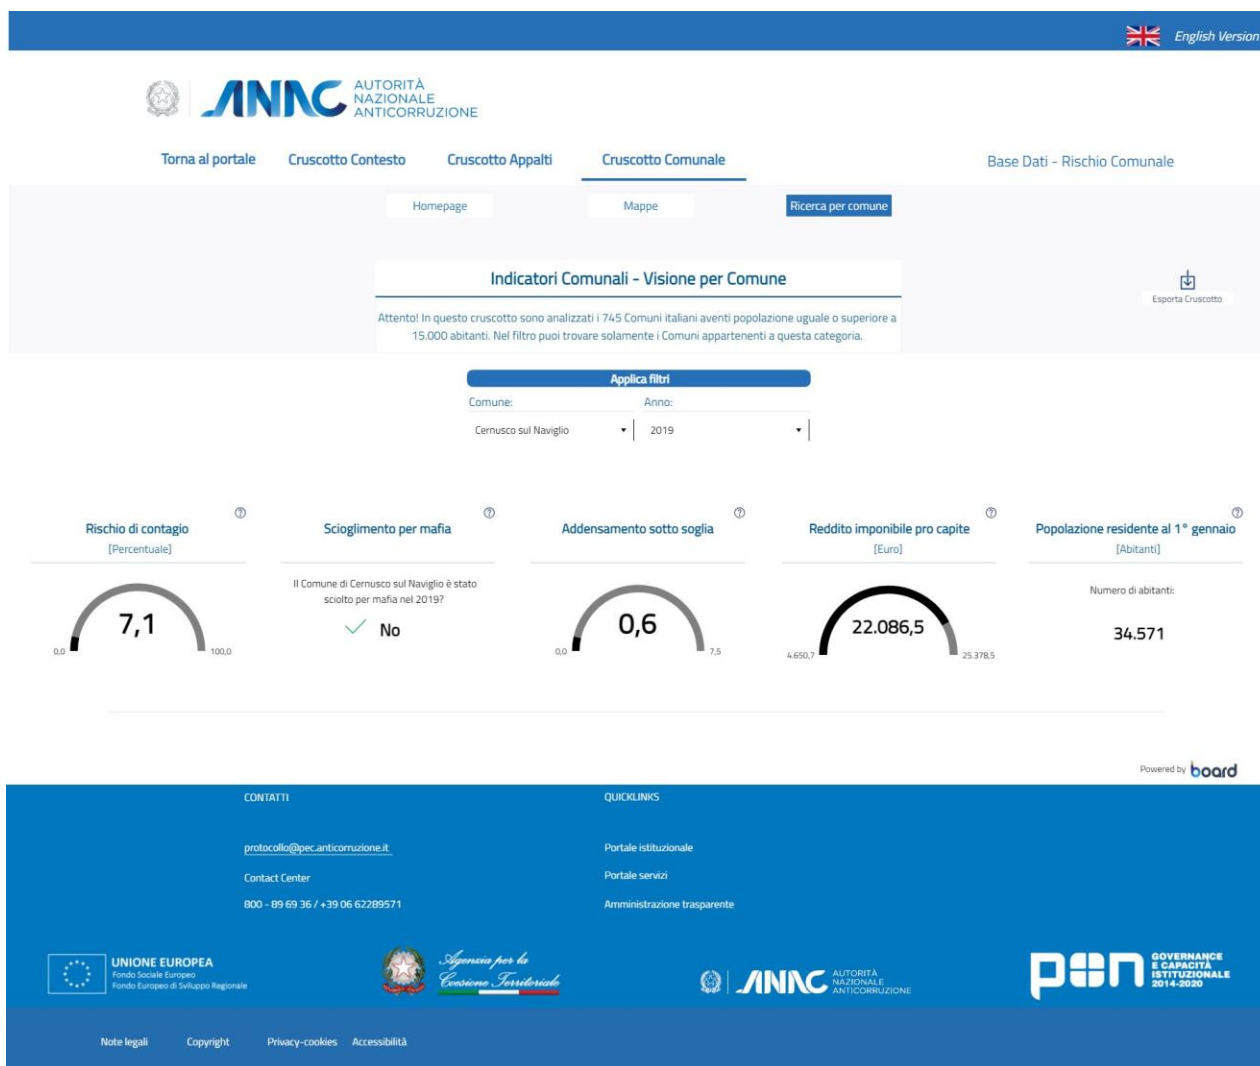 English Version
ANAC
AUTORITÀ
NAZIONALE
ANTICORRUZIONE
Torna al portale
Cruscotto Contesto
Cruscotto Appalti
Cruscotto Comunale
Base Dati - Rischio Comunale
Homepage
Mappe
Ricerca per comune
Indicatori Comunali - Visione per Comune
Esporta Cruscotto
Attento! In questo cruscotto sono analizzati i 745 Comuni italiani aventi popolazione uguale o superiore a
15.000 abitanti. Nel filtro puoi trovare solamente i Comuni appartenenti a questa categoria.
Applica filtri
Comune:
Anno:
Cernusco sul Naviglio
2019
Rischio di contagio
[Percentuale]
7,1
0,0
100,0
Scioglimento per mafia
Il Comune di Cernusco sul Naviglio è stato
sciolto per mafia nel 2019?
No
Addensamento sotto soglia
0,6
0,0
7,5
Reddito imponibile pro capite
[Euro]
22.086,5
4.650,7
25.378,5
Popolazione residente al 1° gennaio
[Abitanti]
Numero di abitanti:
34.571
Powered by board
CONTATTI
protocollo@pec.anticorruzione.it
Contact Center
800 - 89 69 36 / +39 06 62289571
QUICKLINKS
Portale istituzionale
Portale servizi
Amministrazione trasparente
UNIONE EUROPEA
Fondo Sociale Europeo
Fondo Europeo di Sviluppo Regionale
Agenzia per la
Coesione Territoriale
ANAC
AUTORITÀ
NAZIONALE
ANTICORRUZIONE
pon
GOVERNANCE
E CAPACITÀ
ISTITUZIONALE
2014-2020
Note legali
Copyright
Privacy-cookies
Accessibilità